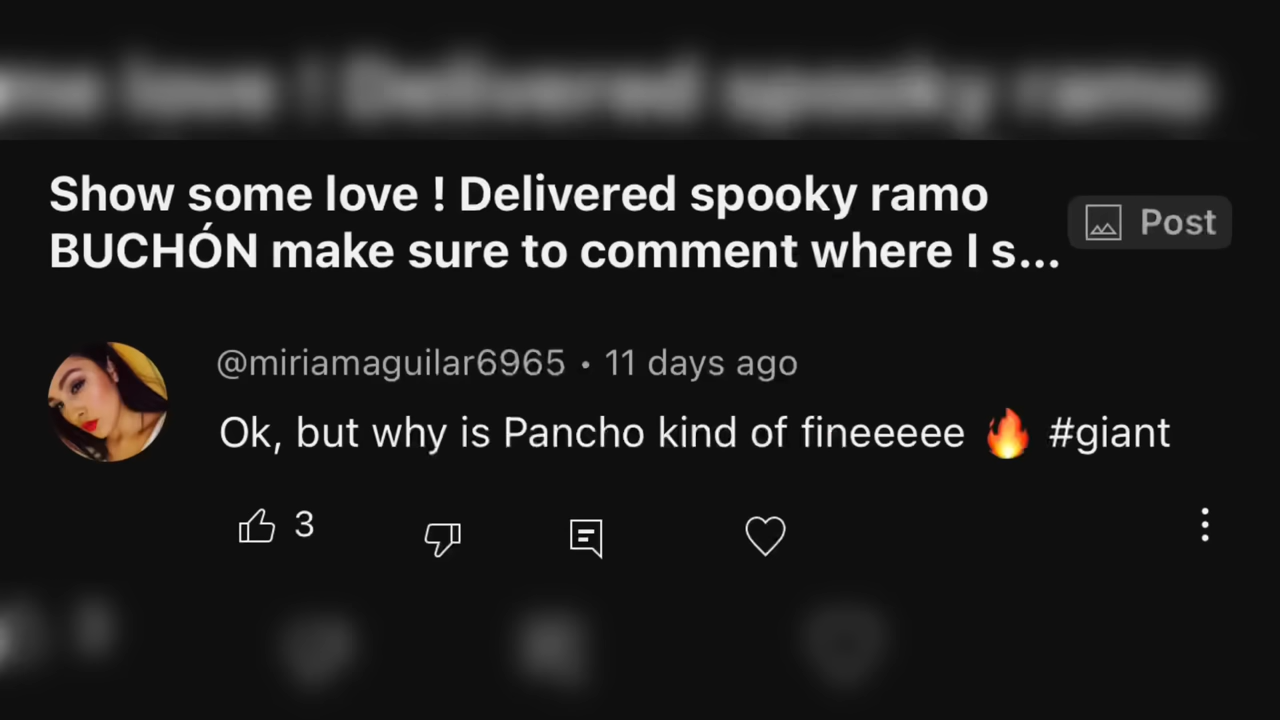 Show some love ! Delivered spooky ramo
BUCHÓN make sure to comment where I s...
Post
@miriamaguilar6965 • 11 days ago
Ok, but why is Pancho kind of fineeeee 🔥 #giant
3